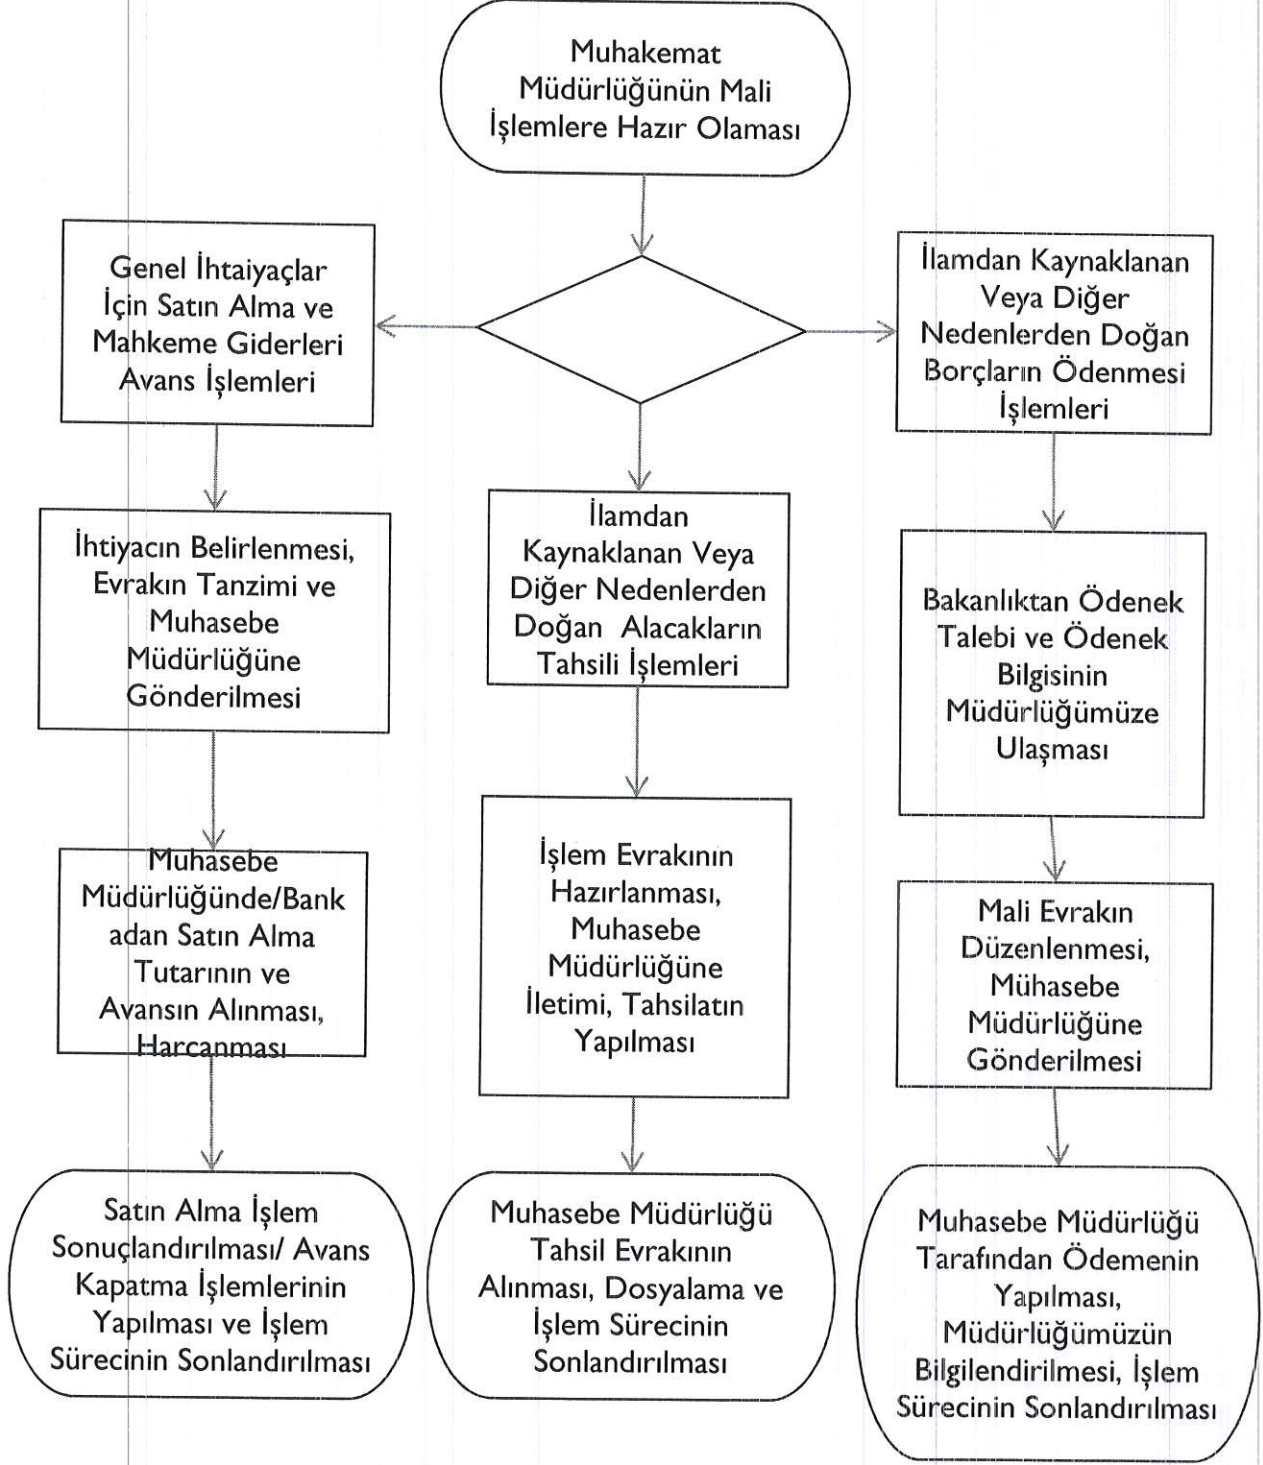 Muhakemat
Müdürlüğünün Mali
İşlemlere Hazır Olaması
Genel İhtaiyaçlar
İçin Satın Alma ve
Mahkeme Giderleri
Avans İşlemleri
İlamdan Kaynaklanan
Veya Diğer
Nedenlerden Doğan
Borçların Ödenmesi
İşlemleri
İhtiyacın Belirlenmesi,
Evrakın Tanzimi ve
Muhasebe
Müdürlüğüne
Gönderilmesi
İlamdan
Kaynaklanan Veya
Diğer Nedenlerden
Doğan Alacakların
Tahsili İşlemleri
Bakanlıktan Ödenek
Talebi ve Ödenek
Bilgisinin
Müdürlüğümüze
Ulaşması
Muhasebe
Müdürlüğünde/Bank
adan Satın Alma
Tutarının ve
Avansın Alınması,
Harcanması
İşlem Evrakının
Hazırlanması,
Muhasebe
Müdürlüğüne
İletimi, Tahsilatın
Yapılması
Mali Evrakın
Düzenlenmesi,
Mühasebe
Müdürlüğüne
Gönderilmesi
Satın Alma İşlem
Sonuçlandırılması/ Avans
Kapatma İşlemlerinin
Yapılması ve İşlem
Sürecinin Sonlandırılması
Muhasebe Müdürlüğü
Tahsil Evrakının
Alınması, Dosyalama ve
İşlem Sürecinin
Sonlandırılması
Muhasebe Müdürlüğü
Tarafından Ödemenin
Yapılması,
Müdürlüğümüzün
Bilgilendirilmesi, İşlem
Sürecinin Sonlandırılması